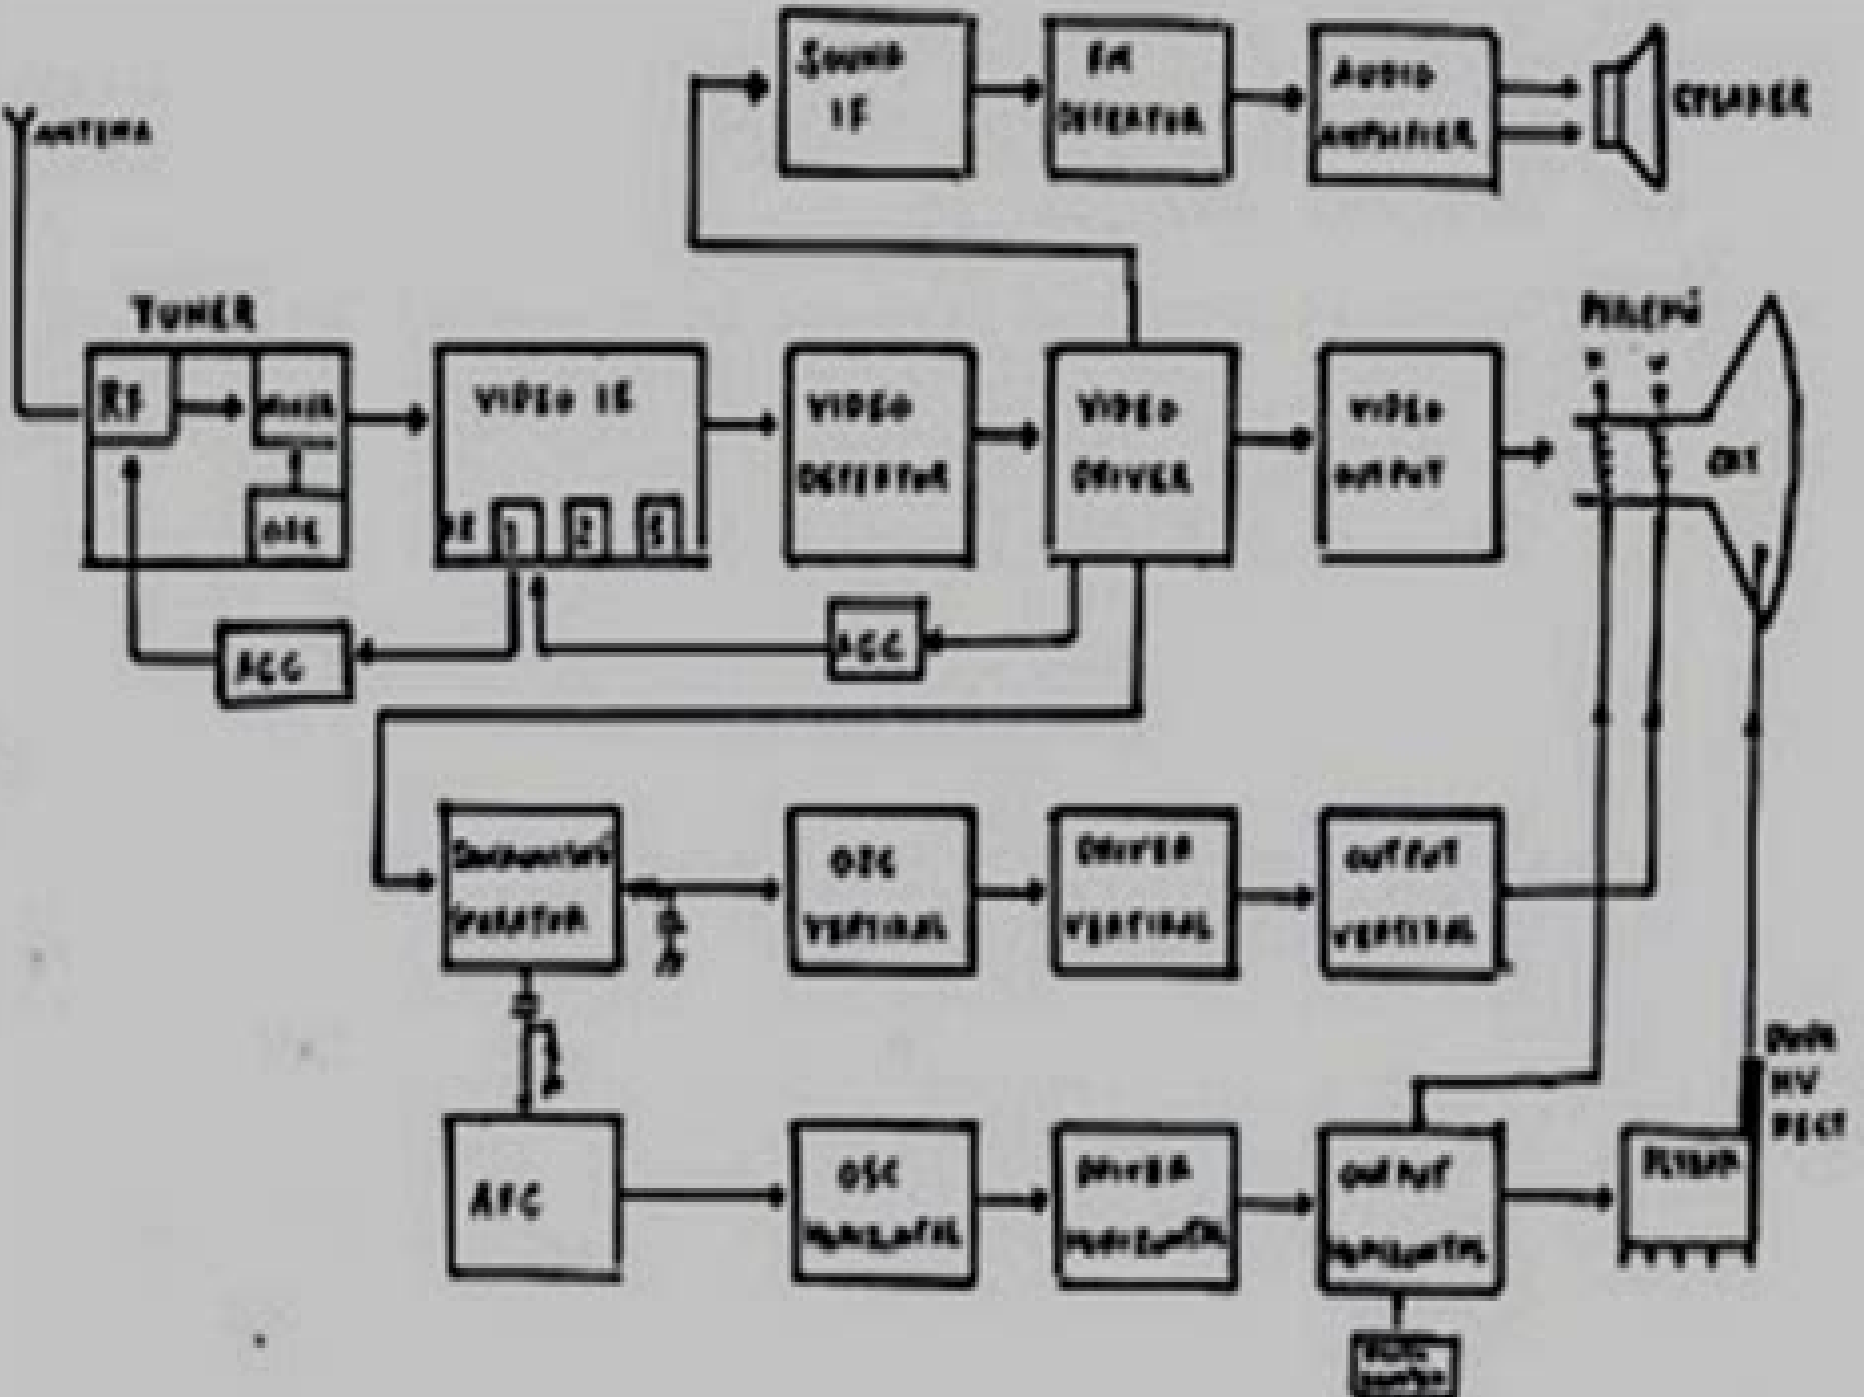 SOUND
IF
FM
DETEKTOR
AUDIO
AMPLIFIER
SPEAKER
ANTENA
TUNER
RF
MIXER
OSC
VIDEO IF
1
2
3
VIDEO
DETEKTOR
VIDEO
DRIVER
VIDEO
OUTPUT
CRT
AGC
AGC
OSC
VERTIKAL
DRIVER
VERTIKAL
OUTPUT
VERTIKAL
AFC
OSC
HORIZONTAL
DRIVER
HORIZONTAL
OUTPUT
HORIZONTAL
HV
RECT